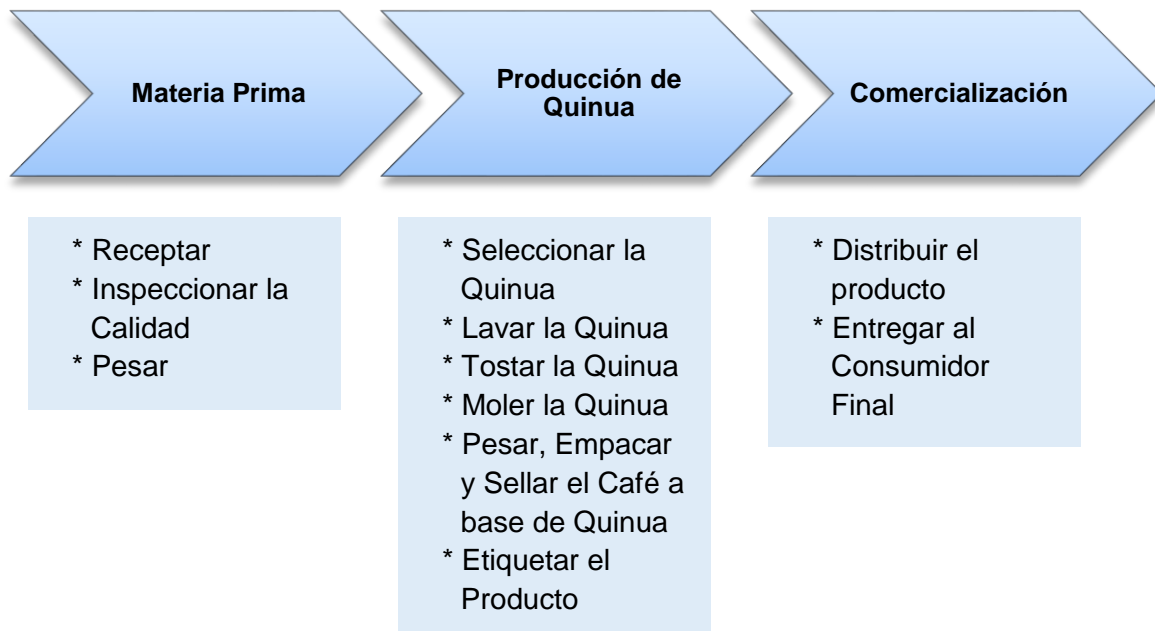 Materia Prima
Producción de
Quinua
Comercialización
* Receptar
* Inspeccionar la
Calidad
* Pesar
* Seleccionar la
Quinua
* Lavar la Quinua
* Tostar la Quinua
* Moler la Quinua
* Pesar, Empacar
y Sellar el Café a
base de Quinua
* Etiquetar el
Producto
* Distribuir el
producto
* Entregar al
Consumidor
Final